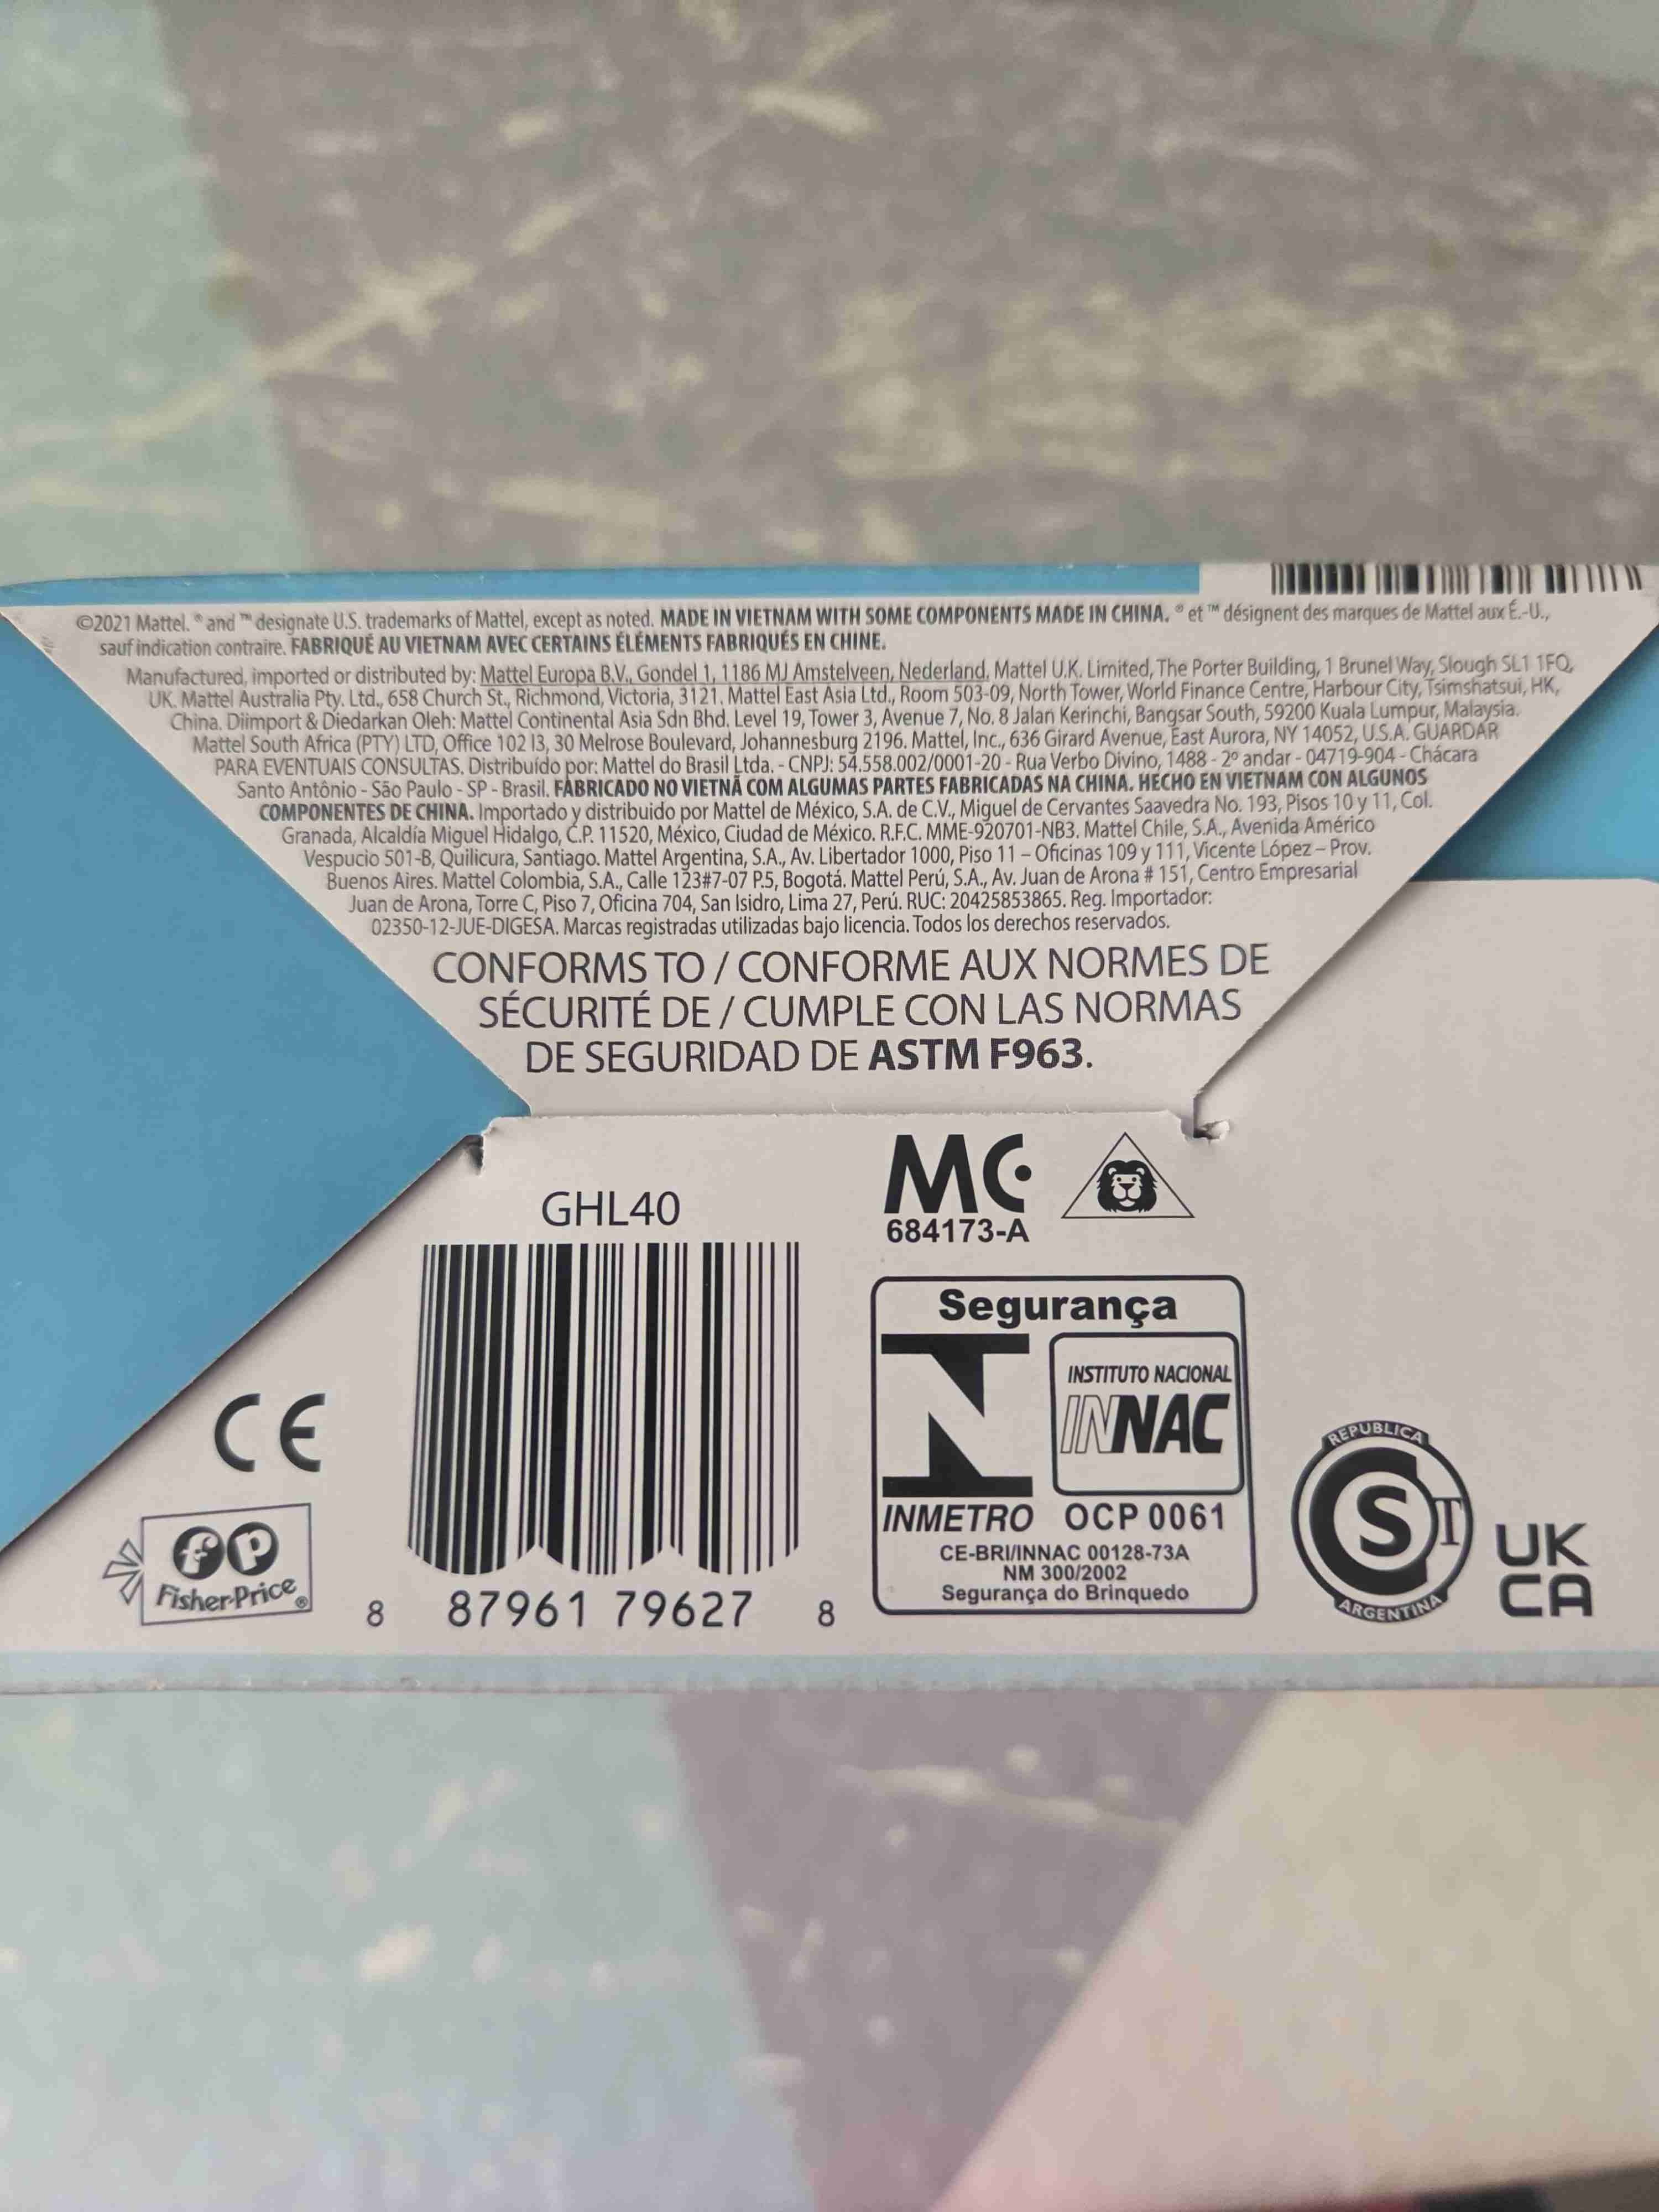 ©2021 Mattel. ® and ™ designate U.S. trademarks of Mattel, except as noted. MADE IN VIETNAM WITH SOME COMPONENTS MADE IN CHINA. ® et ™ désignent des marques de Mattel aux É.-U.,
sauf indication contraire. FABRIQUÉ AU VIETNAM AVEC CERTAINS ÉLÉMENTS FABRIQUÉS EN CHINE.
Manufactured, imported or distributed by: Mattel Europa B.V., Gondel 1, 1186 MJ Amstelveen, Nederland. Mattel U.K. Limited, The Porter Building, 1 Brunel Way, Slough SL1 1FQ,
UK. Mattel Australia Pty. Ltd., 658 Church St., Richmond, Victoria, 3121. Mattel East Asia Ltd., Room 503-09, North Tower, World Finance Centre, Harbour City, Tsimshatsui, HK,
China. Diimport & Diedarkan Oleh: Mattel Continental Asia Sdn Bhd. Level 19, Tower 3, Avenue 7, No. 8 Jalan Kerinchi, Bangsar South, 59200 Kuala Lumpur, Malaysia.
Mattel South Africa (PTY) LTD, Office 102 I3, 30 Melrose Boulevard, Johannesburg 2196. Mattel, Inc., 636 Girard Avenue, East Aurora, NY 14052, U.S.A. GUARDAR
PARA EVENTUAIS CONSULTAS. Distribuído por: Mattel do Brasil Ltda. - CNPJ: 54.558.002/0001-20 - Rua Verbo Divino, 1488 - 2º andar - 04719-904 - Chácara
Santo Antônio - São Paulo - SP - Brasil. FABRICADO NO VIETNÃ COM ALGUMAS PARTES FABRICADAS NA CHINA. HECHO EN VIETNAM CON ALGUNOS
COMPONENTES DE CHINA. Importado y distribuido por Mattel de México, S.A. de C.V., Miguel de Cervantes Saavedra No. 193, Pisos 10 y 11, Col.
Granada, Alcaldía Miguel Hidalgo, C.P. 11520, México, Ciudad de México. R.F.C. MME-920701-NB3. Mattel Chile, S.A., Avenida Américo
Vespucio 501-B, Quilicura, Santiago. Mattel Argentina, S.A., Av. Libertador 1000, Piso 11 – Oficinas 109 y 111, Vicente López – Prov.
Buenos Aires. Mattel Colombia, S.A., Calle 123#7-07 P.5, Bogotá. Mattel Perú, S.A., Av. Juan de Arona # 151, Centro Empresarial
Juan de Arona, Torre C, Piso 7, Oficina 704, San Isidro, Lima 27, Perú. RUC: 20425853865. Reg. Importador:
02350-12-JUE-DIGESA. Marcas registradas utilizadas bajo licencia. Todos los derechos reservados.
CONFORMS TO / CONFORME AUX NORMES DE
SÉCURITÉ DE / CUMPLE CON LAS NORMAS
DE SEGURIDAD DE ASTM F963.
GHL40
MC
684173-A
Segurança
INSTITUTO NACIONAL
INNAC
INMETRO OCP 0061
CE-BRI/INNAC 00128-73A
NM 300/2002
Segurança do Brinquedo
CE
fp
Fisher-Price®
8 87961 79627 8
REPUBLICA
CST
ARGENTINA
UK
CA